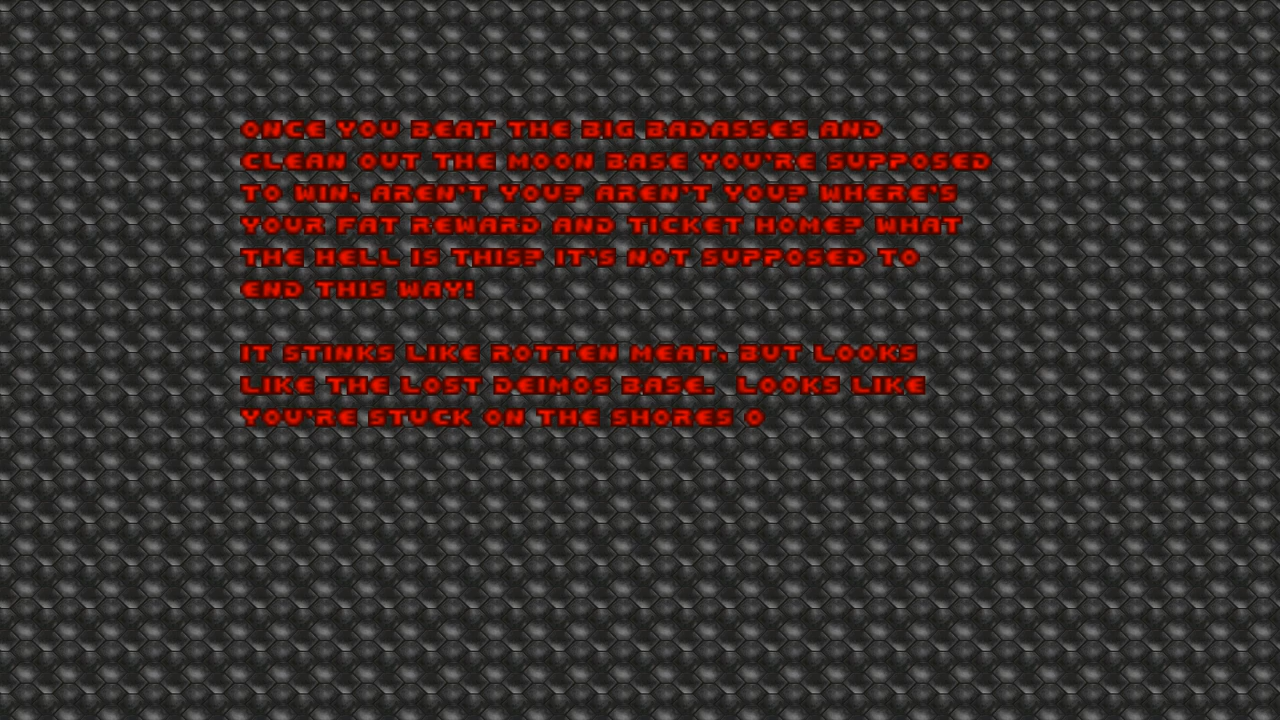 ONCE YOU BEAT THE BIG BADASSES AND
CLEAN OUT THE MOON BASE YOU'RE SUPPOSED
TO WIN, AREN'T YOU? AREN'T YOU? WHERE'S
YOUR FAT REWARD AND TICKET HOME? WHAT
THE HELL IS THIS? IT'S NOT SUPPOSED TO
END THIS WAY!
IT STINKS LIKE ROTTEN MEAT, BUT LOOKS
LIKE THE LOST DEIMOS BASE.  LOOKS LIKE
YOU'RE STUCK ON THE SHORES O